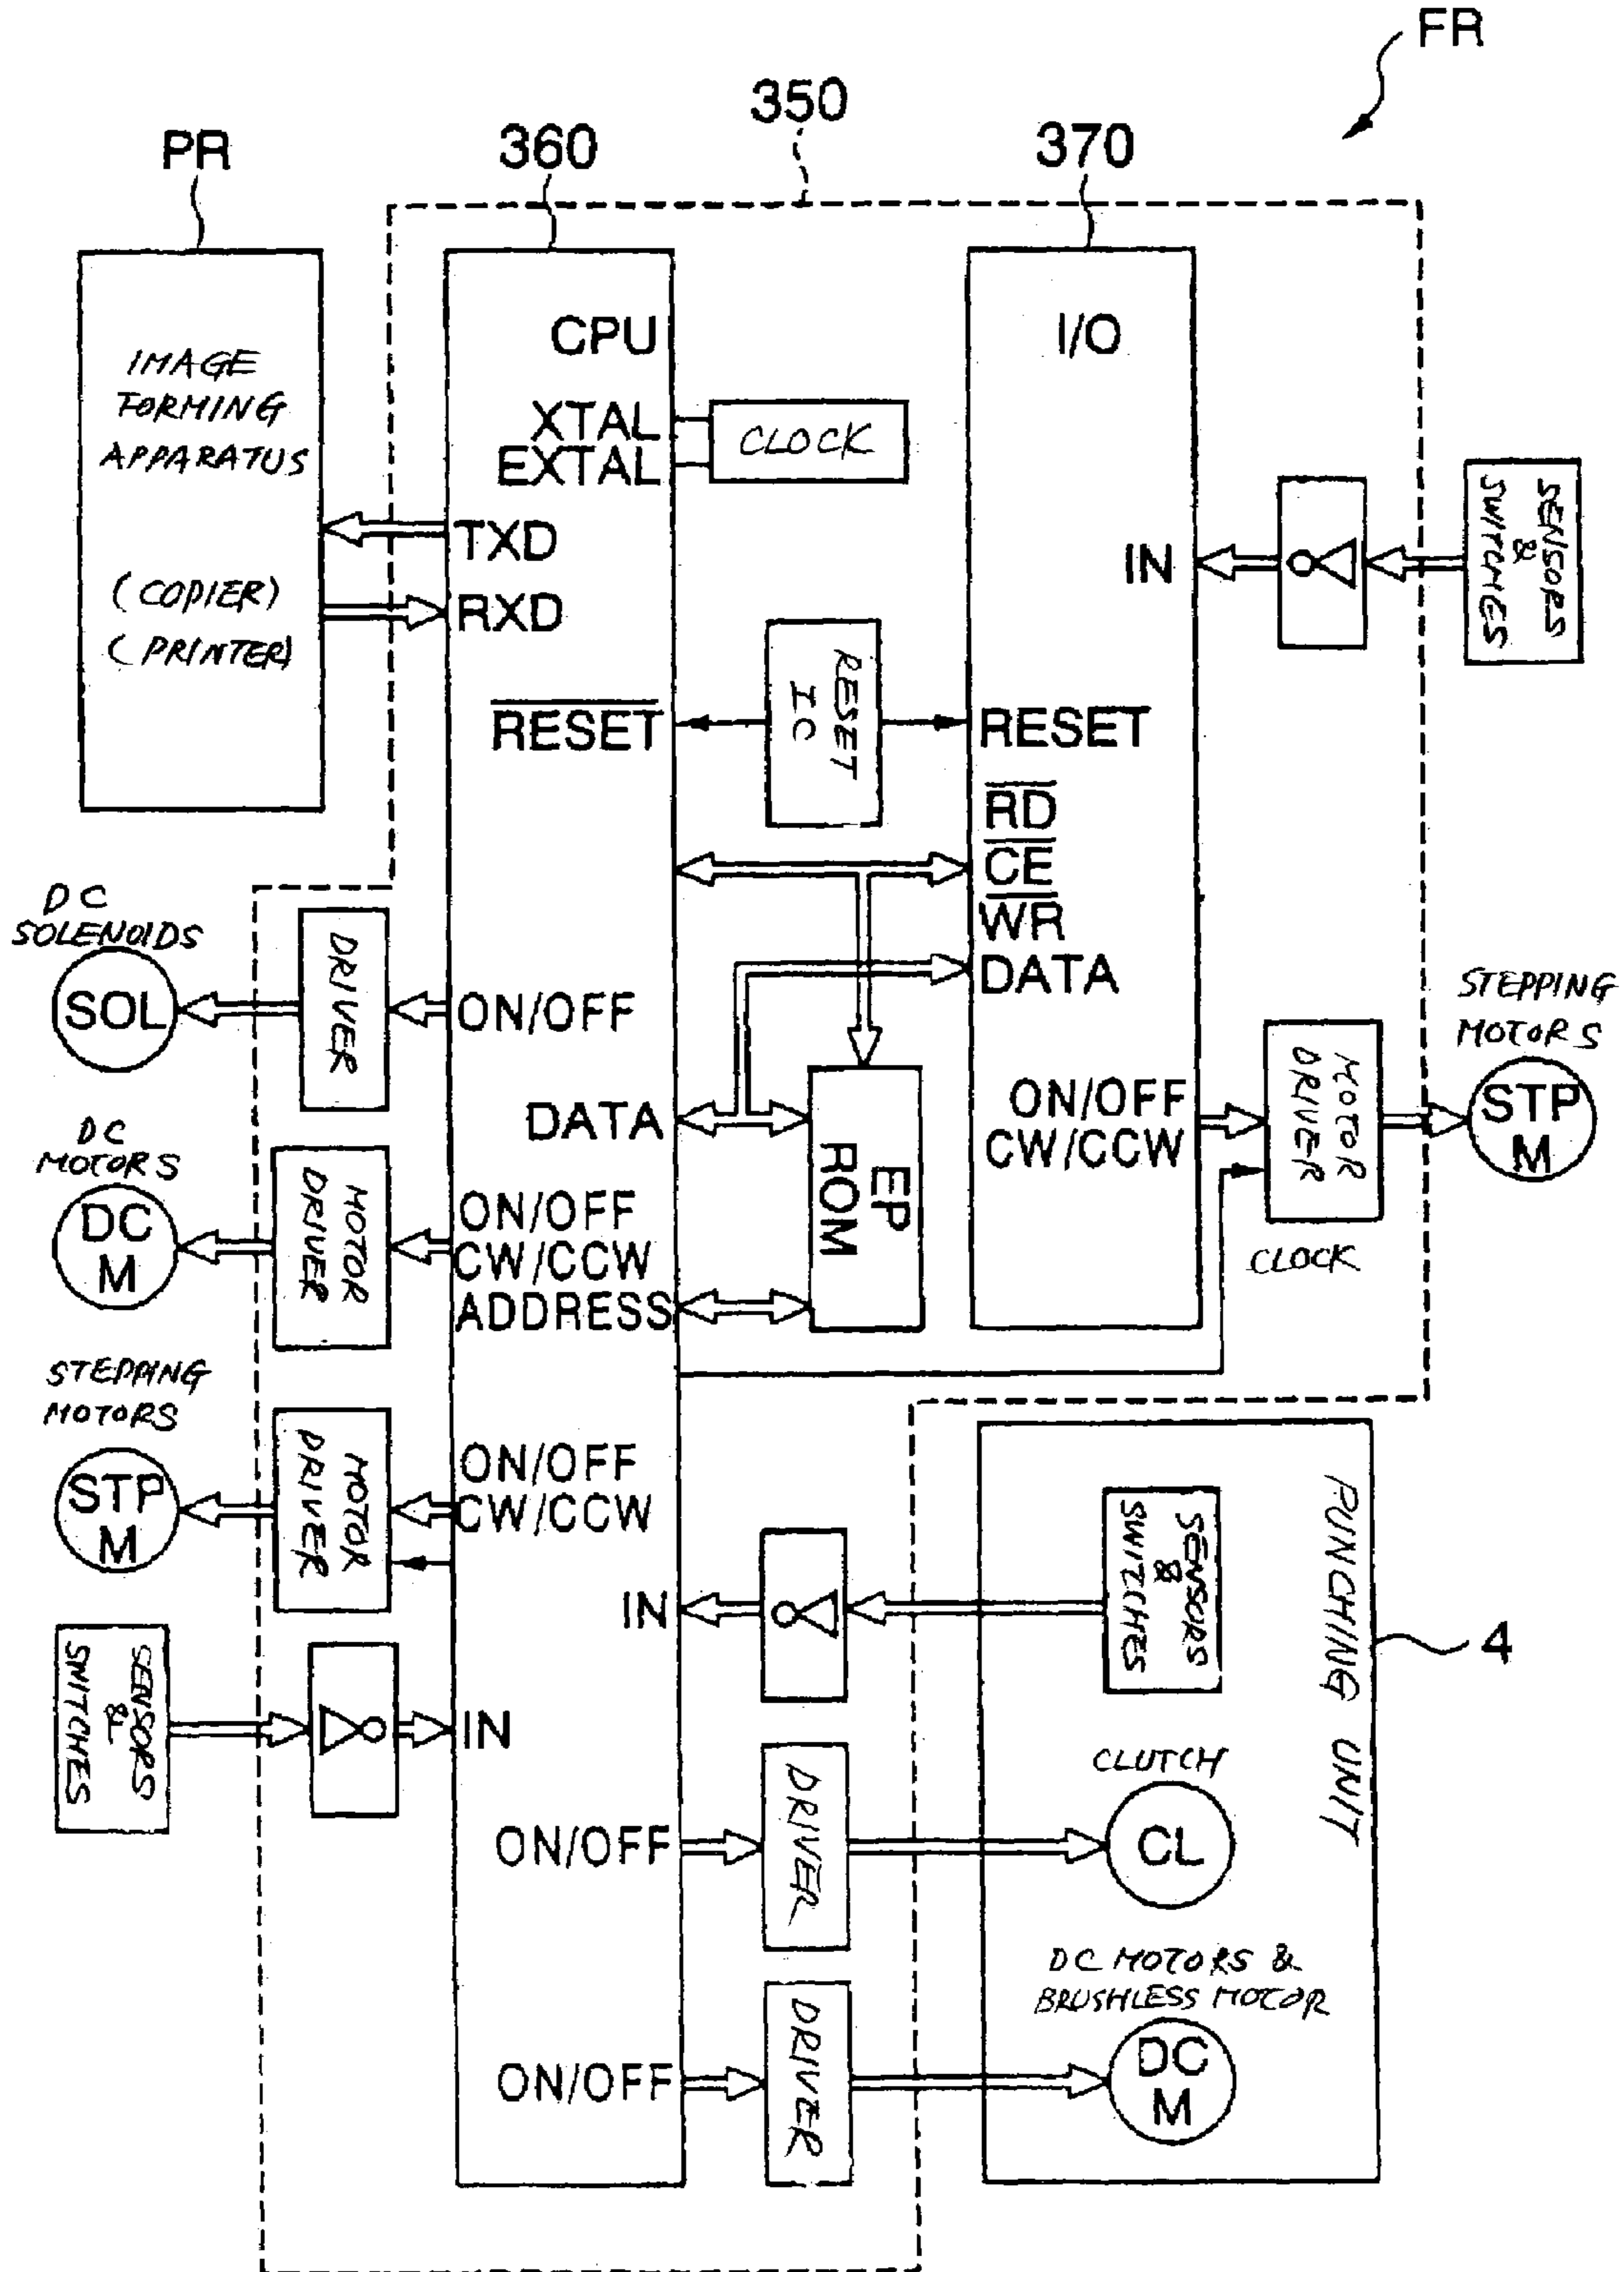 FR
350
PR
360
370
IMAGE
FORMING
APPARATUS
(COPIER)
(PRINTER)
CPU
XTAL
EXTAL
CLOCK
TXD
RXD
RESET
RESET
IC
I/O
IN
SENSORS
&
SWITCHES
RESET
RD
CE
WR
DATA
DC
SOLENOIDS
SOL
DRIVER
ON/OFF
DATA
EP
ROM
ON/OFF
CW/CCW
MOTOR
DRIVER
STEPPING
MOTORS
STP
M
CLOCK
DC
MOTORS
DC
M
MOTOR
DRIVER
ON/OFF
CW/CCW
ADDRESS
STEPPING
MOTORS
STP
M
MOTOR
DRIVER
ON/OFF
CW/CCW
SENSORS
&
SWITCHES
IN
IN
SENSORS
&
SWITCHES
PUNCHING UNIT
4
ON/OFF
DRIVER
CLUTCH
CL
ON/OFF
DRIVER
DC MOTORS &
BRUSHLESS MOTOR
DC
M